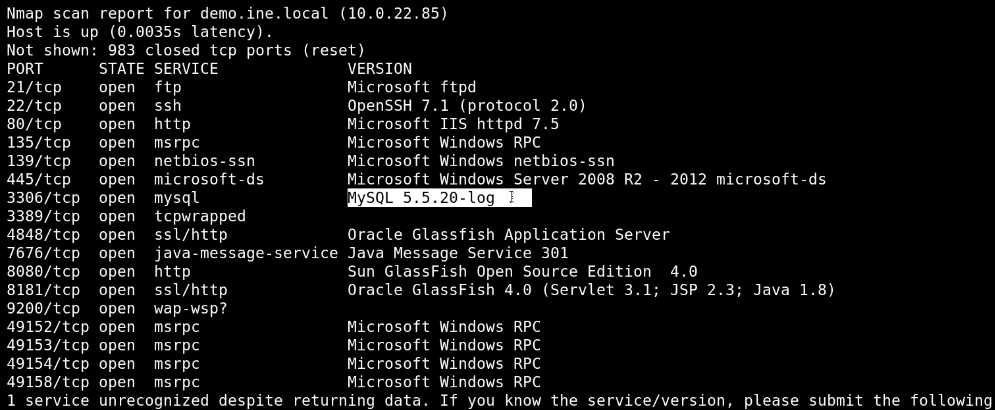 Nmap scan report for demo.ine.local (10.0.22.85)
Host is up (0.0035s latency).
Not shown: 983 closed tcp ports (reset)
PORT      STATE SERVICE              VERSION
21/tcp    open  ftp                  Microsoft ftpd
22/tcp    open  ssh                  OpenSSH 7.1 (protocol 2.0)
80/tcp    open  http                 Microsoft IIS httpd 7.5
135/tcp   open  msrpc                Microsoft Windows RPC
139/tcp   open  netbios-ssn          Microsoft Windows netbios-ssn
445/tcp   open  microsoft-ds         Microsoft Windows Server 2008 R2 - 2012 microsoft-ds
3306/tcp  open  mysql                MySQL 5.5.20-log
3389/tcp  open  tcpwrapped
4848/tcp  open  ssl/http             Oracle Glassfish Application Server
7676/tcp  open  java-message-service Java Message Service 301
8080/tcp  open  http                 Sun GlassFish Open Source Edition  4.0
8181/tcp  open  ssl/http             Oracle GlassFish 4.0 (Servlet 3.1; JSP 2.3; Java 1.8)
9200/tcp  open  wap-wsp?
49152/tcp open  msrpc                Microsoft Windows RPC
49153/tcp open  msrpc                Microsoft Windows RPC
49154/tcp open  msrpc                Microsoft Windows RPC
49158/tcp open  msrpc                Microsoft Windows RPC
1 service unrecognized despite returning data. If you know the service/version, please submit the following